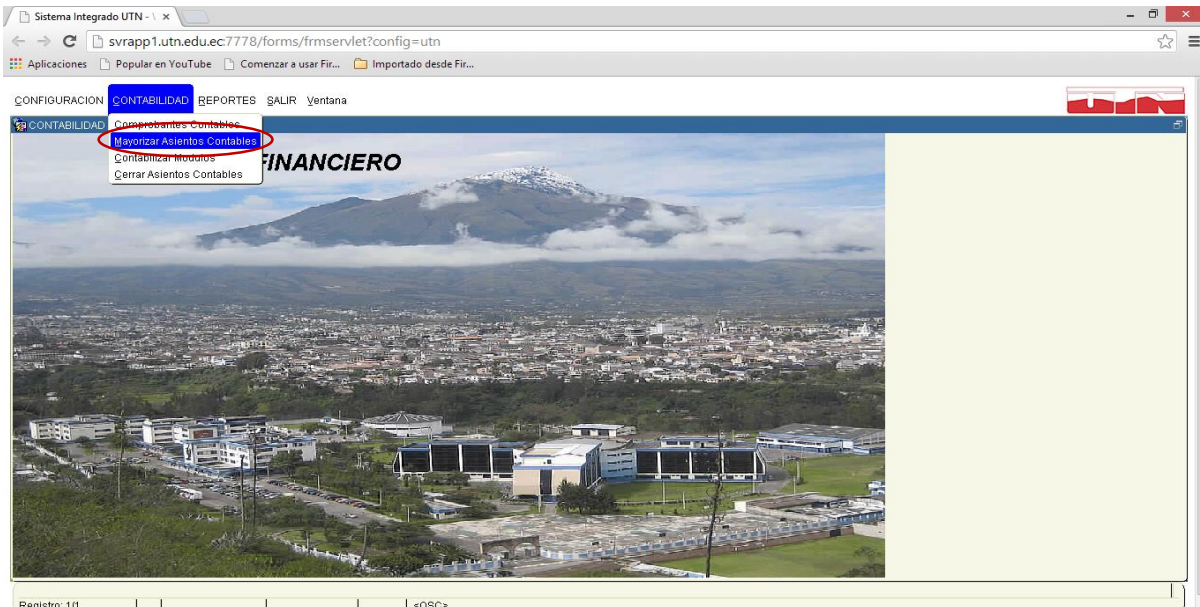 Sistema Integrado UTN - \
svrapp1.utn.edu.ec:7778/forms/frmservlet?config=utn
Aplicaciones Popular en YouTube Comenzar a usar Fir... Importado desde Fir...
CONFIGURACION CONTABILIDAD REPORTES SALIR Ventana
UTN
CONTABILIDAD
Comprobantes Contables
Mayorizar Asientos Contables
Contabilizar Modulos
Cerrar Asientos Contables
FINANCIERO
Registro: 1/1 <OSC>